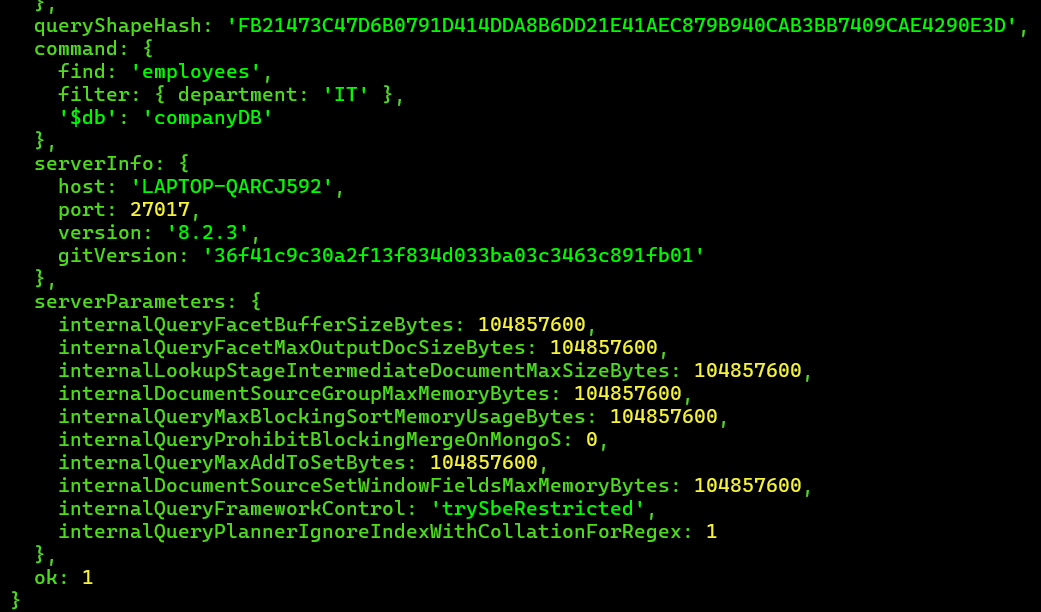 },
queryShapeHash: 'FB21473C47D6B0791D414DDA8B6DD21E41AEC879B940CAB3BB7409CAE4290E3D',
command: {
find: 'employees',
filter: { department: 'IT' },
'$db': 'companyDB'
},
serverInfo: {
host: 'LAPTOP-QARCJ592',
port: 27017,
version: '8.2.3',
gitVersion: '36f41c9c30a2f13f834d033ba03c3463c891fb01'
},
serverParameters: {
internalQueryFacetBufferSizeBytes: 104857600,
internalQueryFacetMaxOutputDocSizeBytes: 104857600,
internalLookupStageIntermediateDocumentMaxSizeBytes: 104857600,
internalDocumentSourceGroupMaxMemoryBytes: 104857600,
internalQueryMaxBlockingSortMemoryUsageBytes: 104857600,
internalQueryProhibitBlockingMergeOnMongoS: 0,
internalQueryMaxAddToSetBytes: 104857600,
internalDocumentSourceSetWindowFieldsMaxMemoryBytes: 104857600,
internalQueryFrameworkControl: 'trySbeRestricted',
internalQueryPlannerIgnoreIndexWithCollationForRegex: 1
},
ok: 1
}